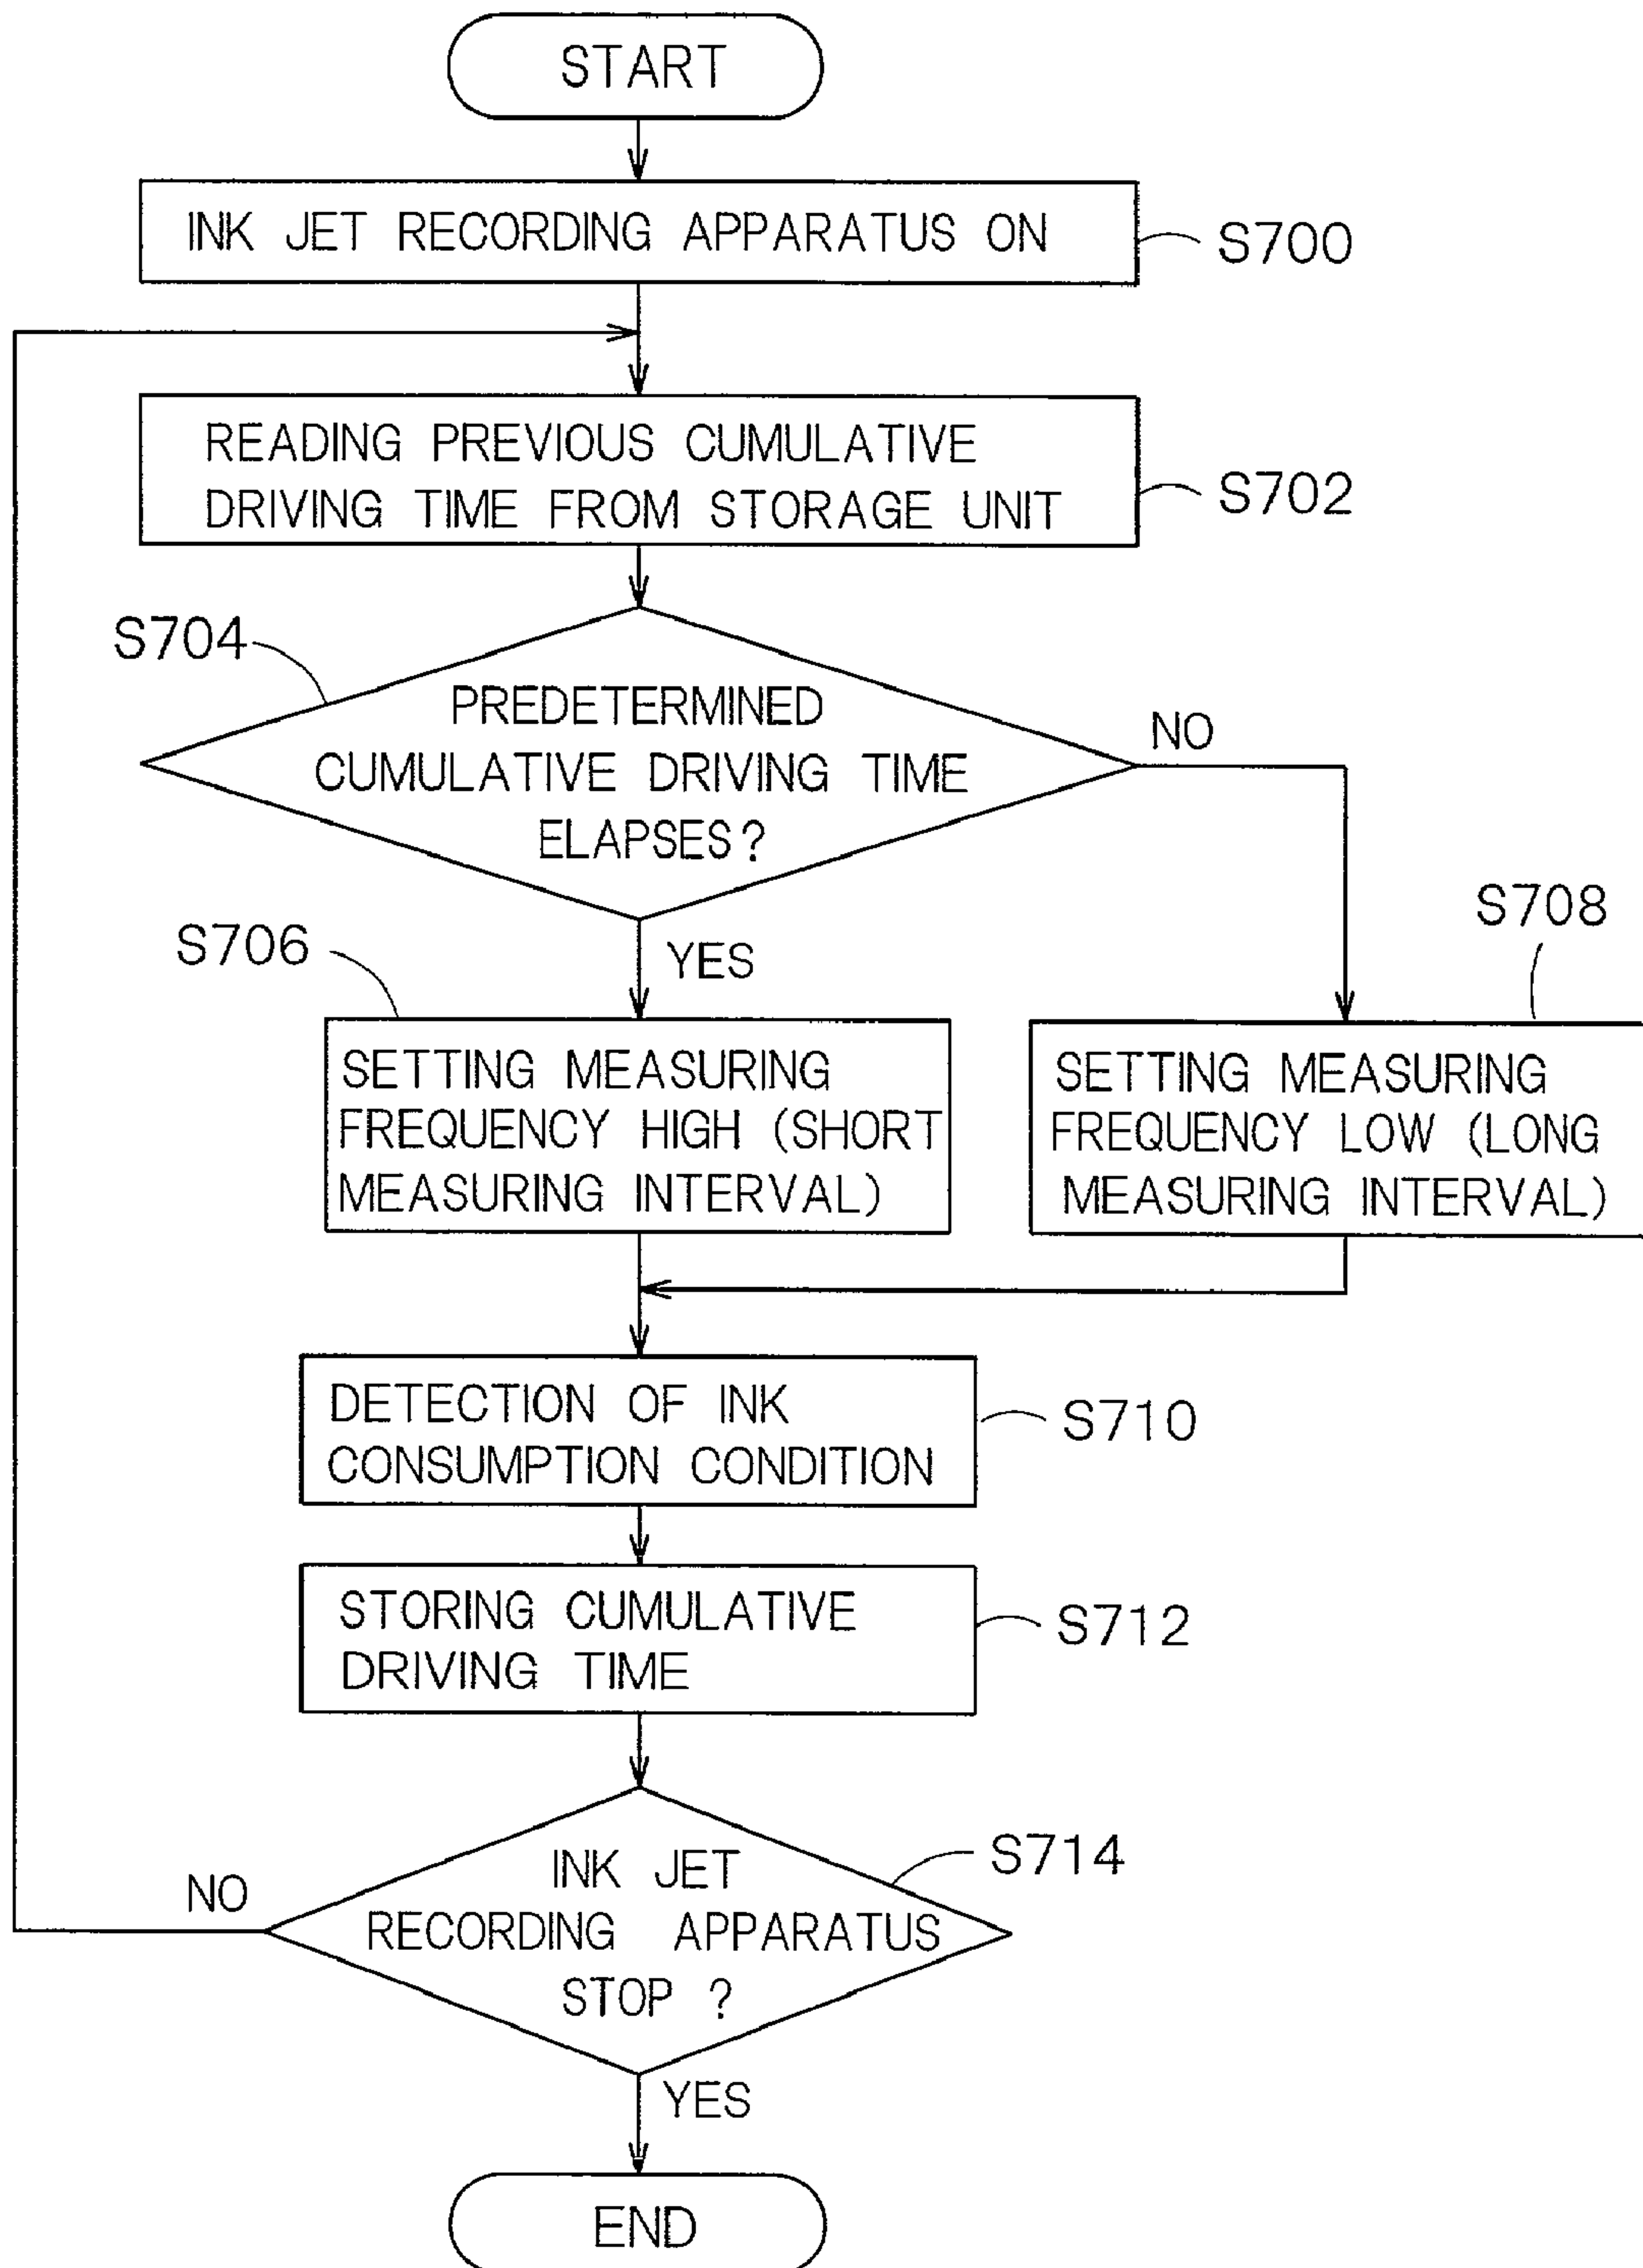 START
INK JET RECORDING APPARATUS ON
S700
READING PREVIOUS CUMULATIVE
DRIVING TIME FROM STORAGE UNIT
S702
S704
PREDETERMINED
CUMULATIVE DRIVING TIME
ELAPSES?
NO
YES
S706
SETTING MEASURING
FREQUENCY HIGH (SHORT
MEASURING INTERVAL)
S708
SETTING MEASURING
FREQUENCY LOW (LONG
MEASURING INTERVAL)
DETECTION OF INK
CONSUMPTION CONDITION
S710
STORING CUMULATIVE
DRIVING TIME
S712
INK JET
RECORDING APPARATUS
STOP ?
S714
NO
YES
END